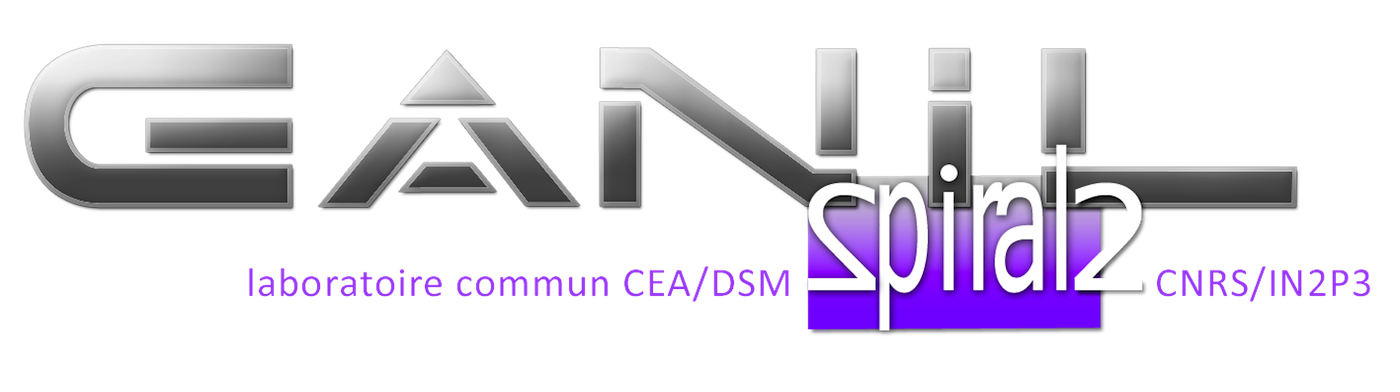 GANiL
spiral2
laboratoire commun CEA/DSM CNRS/IN2P3